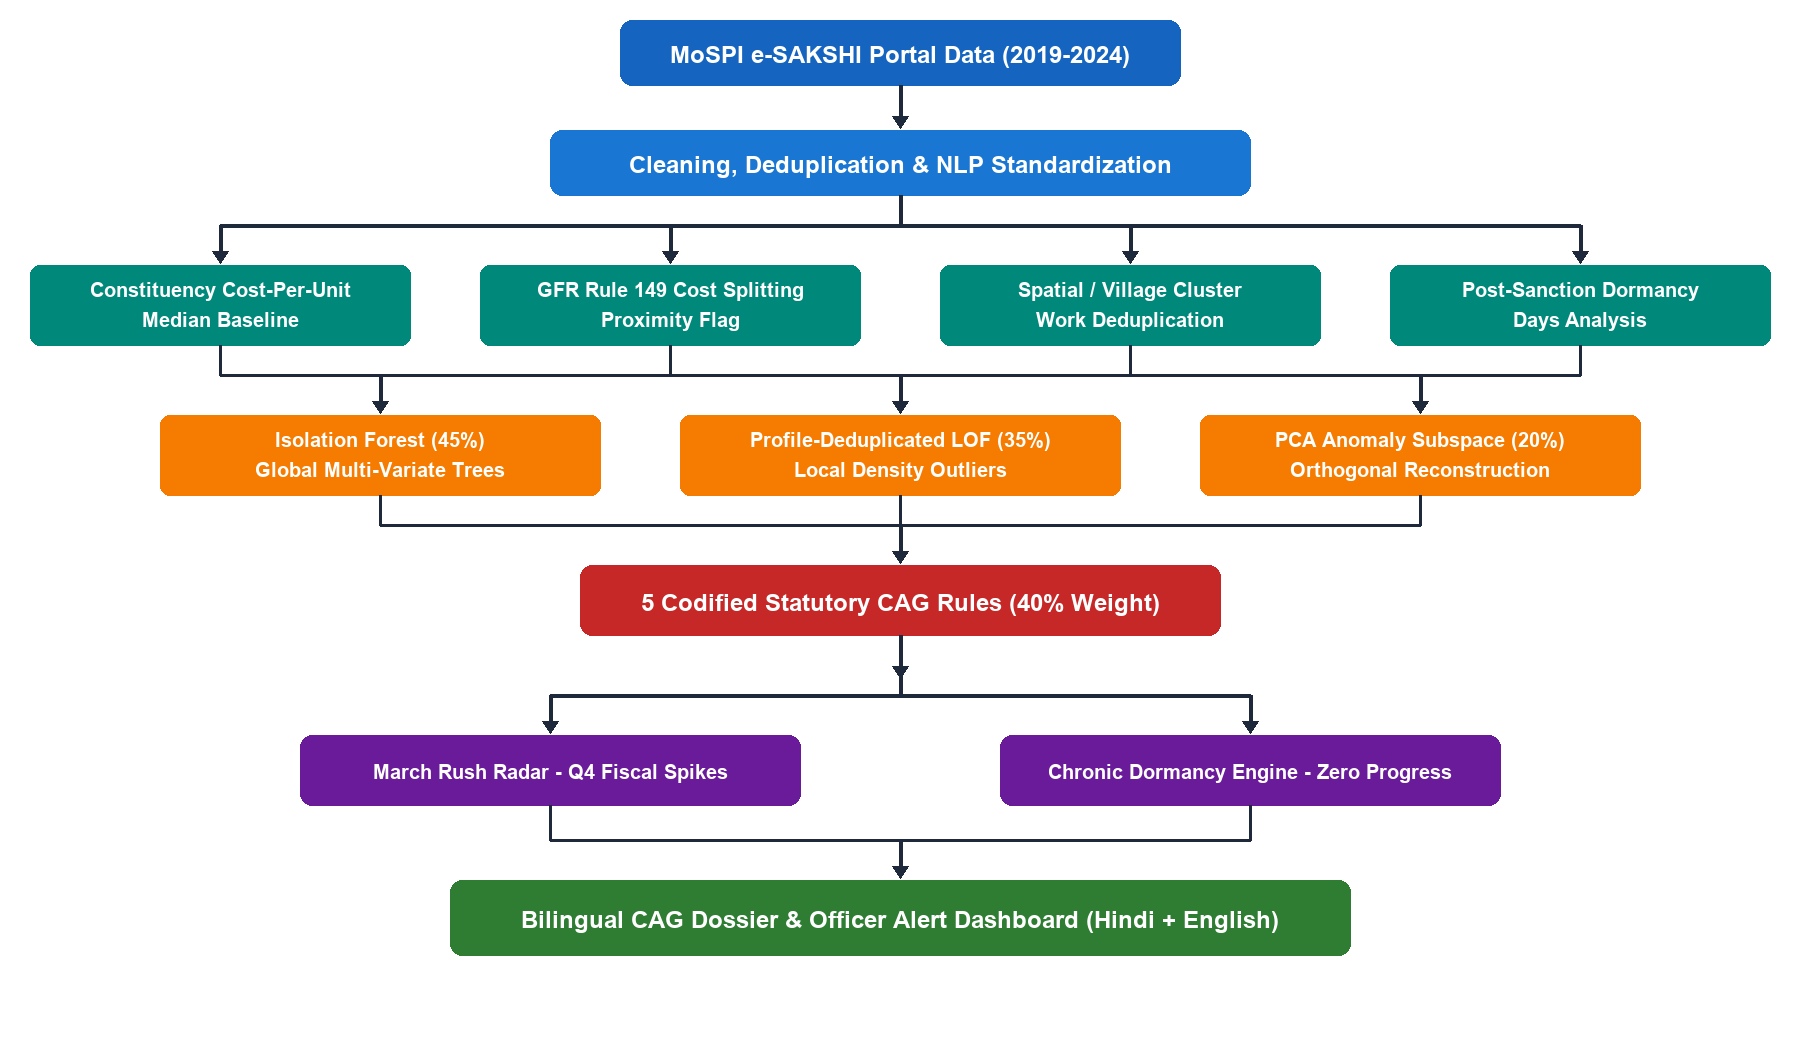 MoSPI e-SAKSHI Portal Data (2019-2024)
Cleaning, Deduplication & NLP Standardization
Constituency Cost-Per-Unit
Median Baseline
GFR Rule 149 Cost Splitting
Proximity Flag
Spatial / Village Cluster
Work Deduplication
Post-Sanction Dormancy
Days Analysis
Isolation Forest (45%)
Global Multi-Variate Trees
Profile-Deduplicated LOF (35%)
Local Density Outliers
PCA Anomaly Subspace (20%)
Orthogonal Reconstruction
5 Codified Statutory CAG Rules (40% Weight)
March Rush Radar - Q4 Fiscal Spikes
Chronic Dormancy Engine - Zero Progress
Bilingual CAG Dossier & Officer Alert Dashboard (Hindi + English)